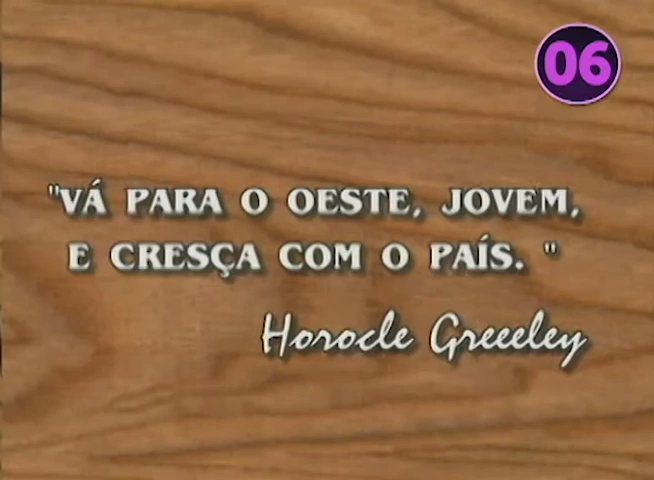 06
"VÁ PARA O OESTE, JOVEM,
E CRESÇA COM O PAÍS. "
Horocle Greeeley